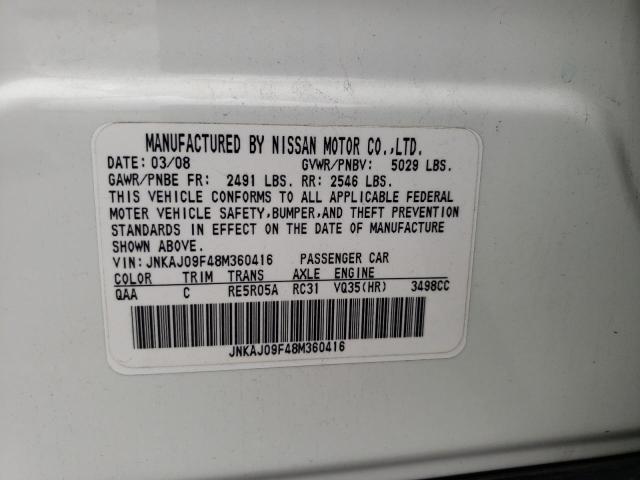 MANUFACTURED BY NISSAN MOTOR CO.,LTD.
DATE: 03/08 GVWR/PNBV: 5029 LBS.
GAWR/PNBE FR: 2491 LBS. RR: 2546 LBS.
THIS VEHICLE CONFORMS TO ALL APPLICABLE FEDERAL
MOTER VEHICLE SAFETY,BUMPER,AND THEFT PREVENTION
STANDARDS IN EFFECT ON THE DATE OF MANUFACTURE
SHOWN ABOVE.
VIN: JNKAJ09F48M360416 PASSENGER CAR
COLOR TRIM TRANS AXLE ENGINE
QAA C RE5R05A RC31 VQ35(HR) 3498CC
JNKAJ09F48M360416